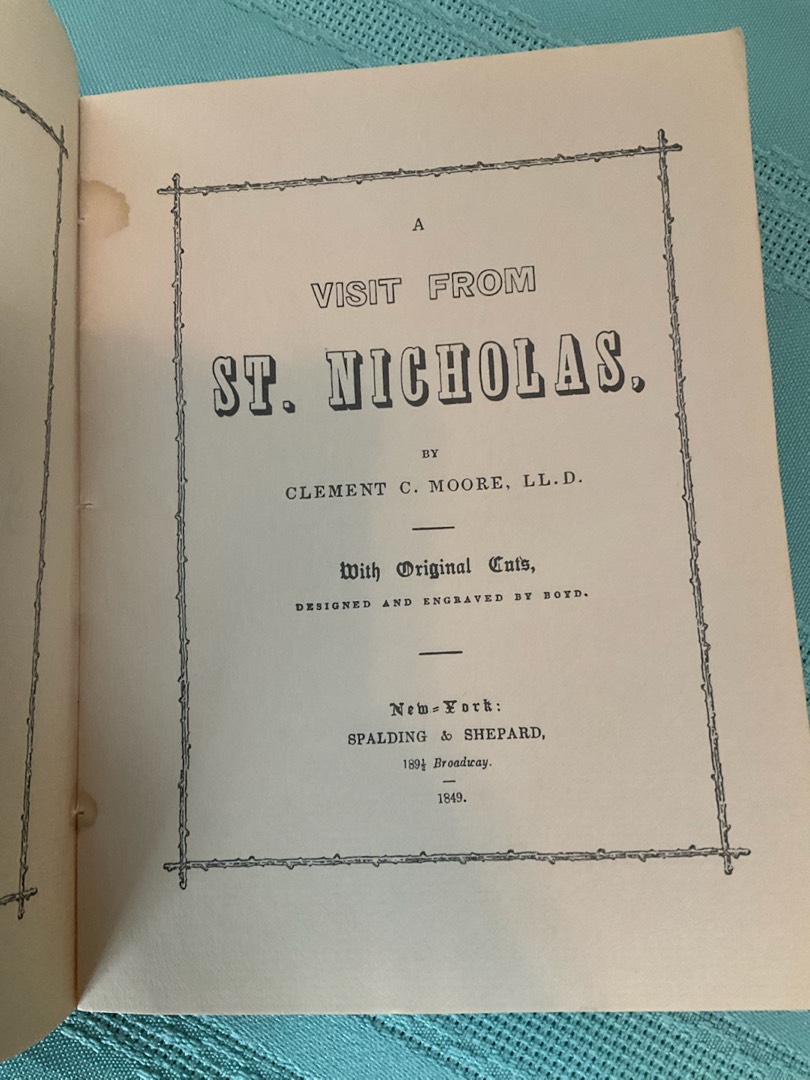 A
VISIT FROM
ST. NICHOLAS,
BY
CLEMENT C. MOORE, LL.D.
With Original Cuts,
DESIGNED AND ENGRAVED BY BOYD.
New-York:
SPALDING & SHEPARD,
189½ Broadway.
1849.